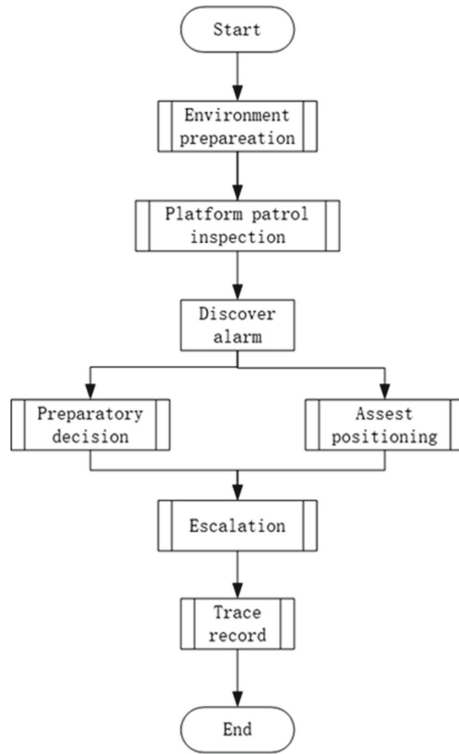 Start
Environment
prepareation
Platform patrol
inspection
Discover
alarm
Preparatory
decision
Assest
positioning
Escalation
Trace
record
End